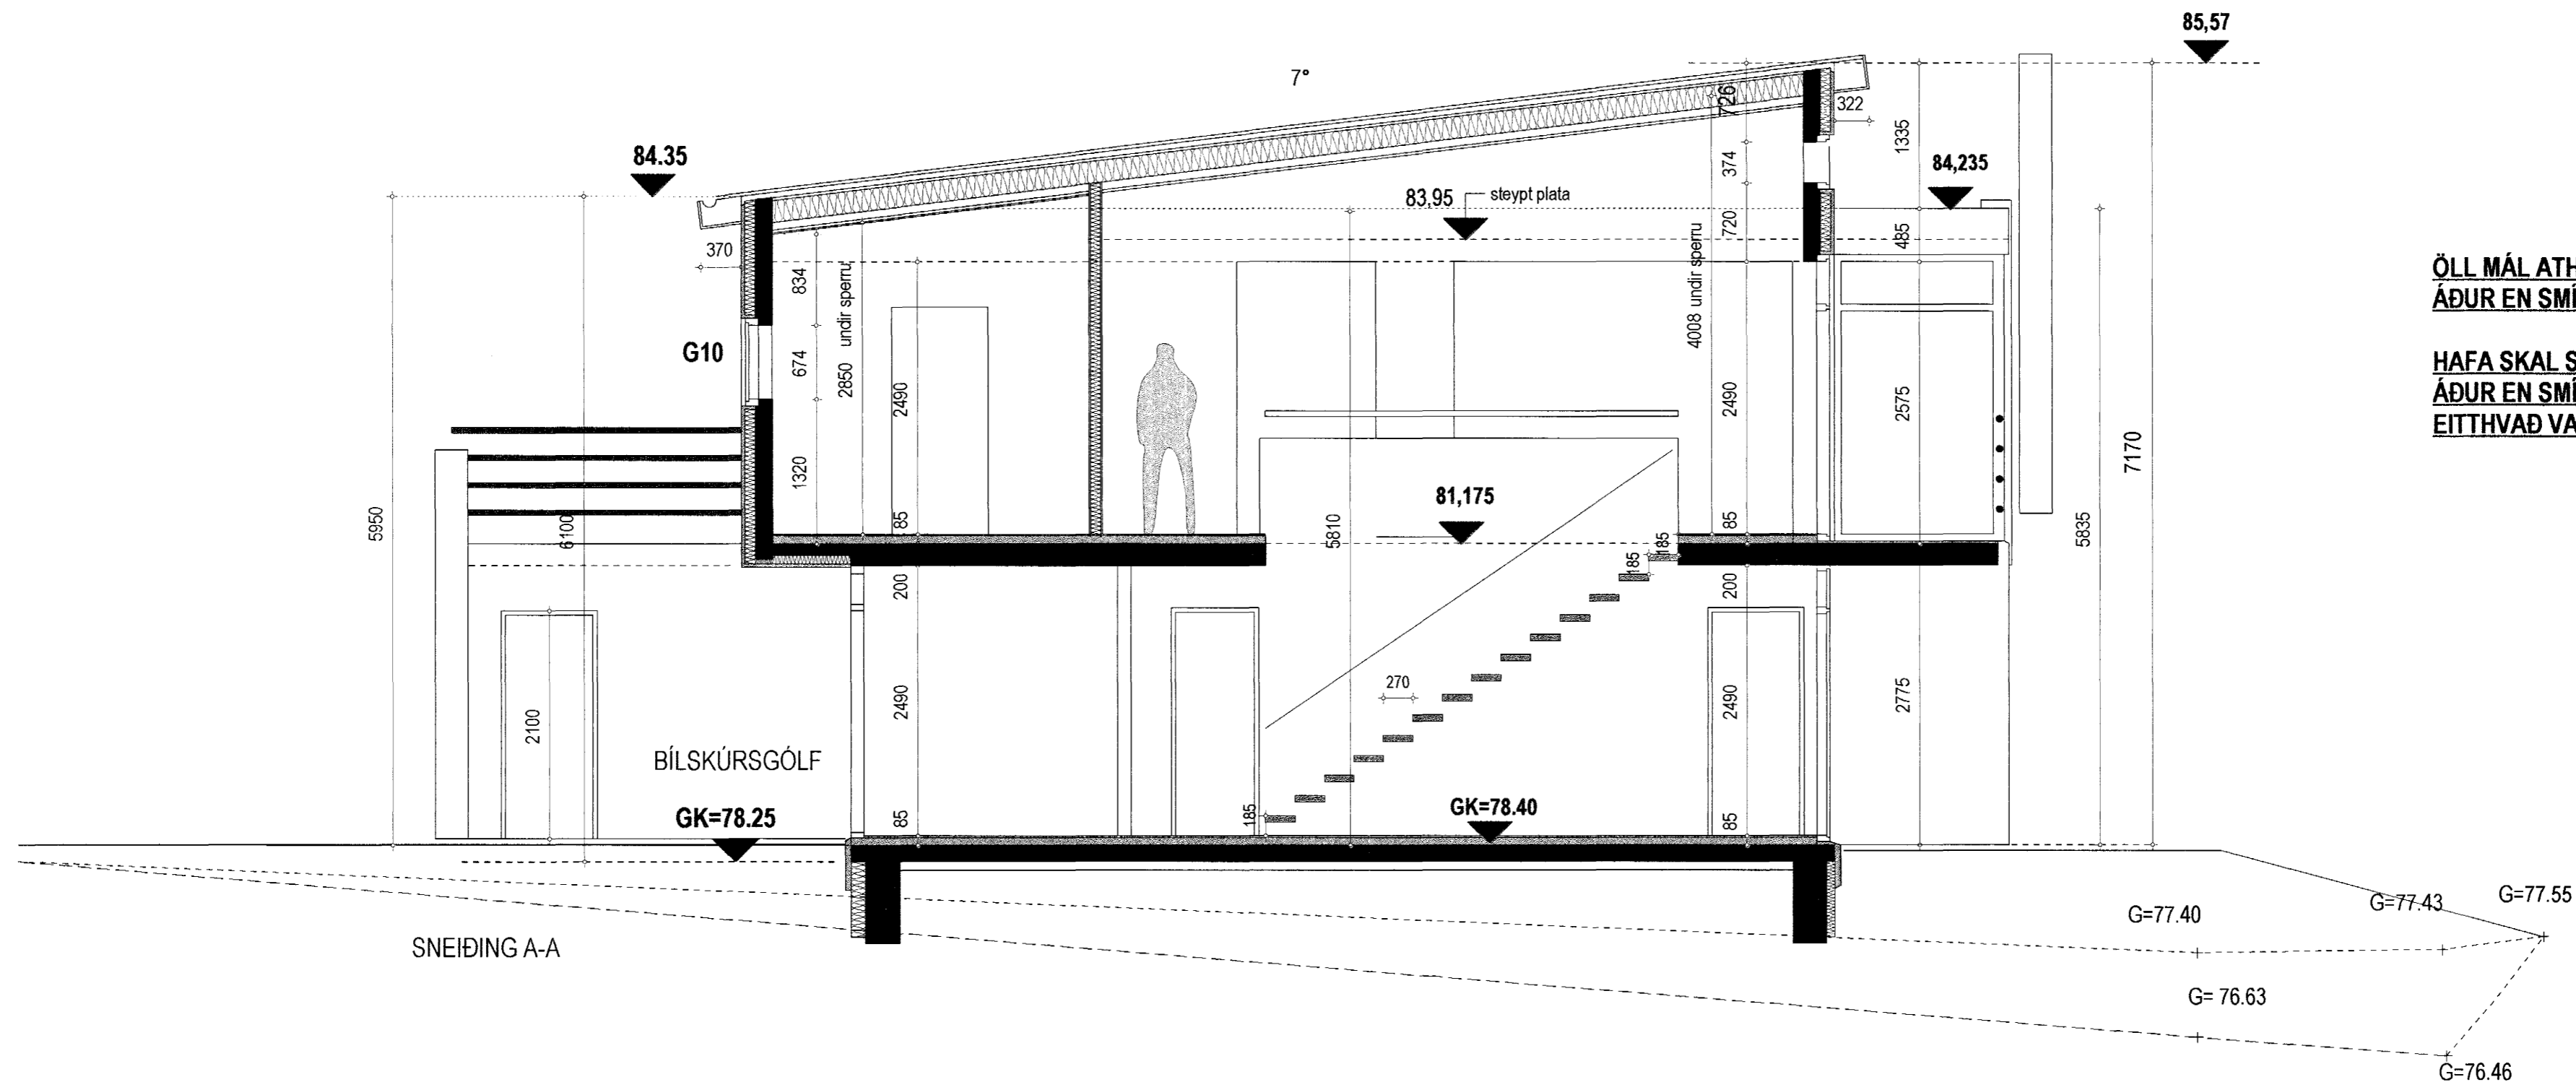 85,57
7°
322
726
1335
84.35
374
84,235
83,95
steypt plata
720
485
370
834
2850 undir sperru
4008 undir sperru
ÖLL MÁL ATH
ÁÐUR EN SMÍ
G10
674
2490
2490
2575
HAFA SKAL S
ÁÐUR EN SMÍ
EITTHVAÐ VA
7170
1320
81,175
5950
6100
85
5810
85
5835
185
185
200
200
2100
2490
270
2490
2775
BÍLSKÚRSGÓLF
GK=78.25
85
185
GK=78.40
85
G=77.55
G=77.43
G=77.40
SNEIÐING A-A
G= 76.63
G=76.46